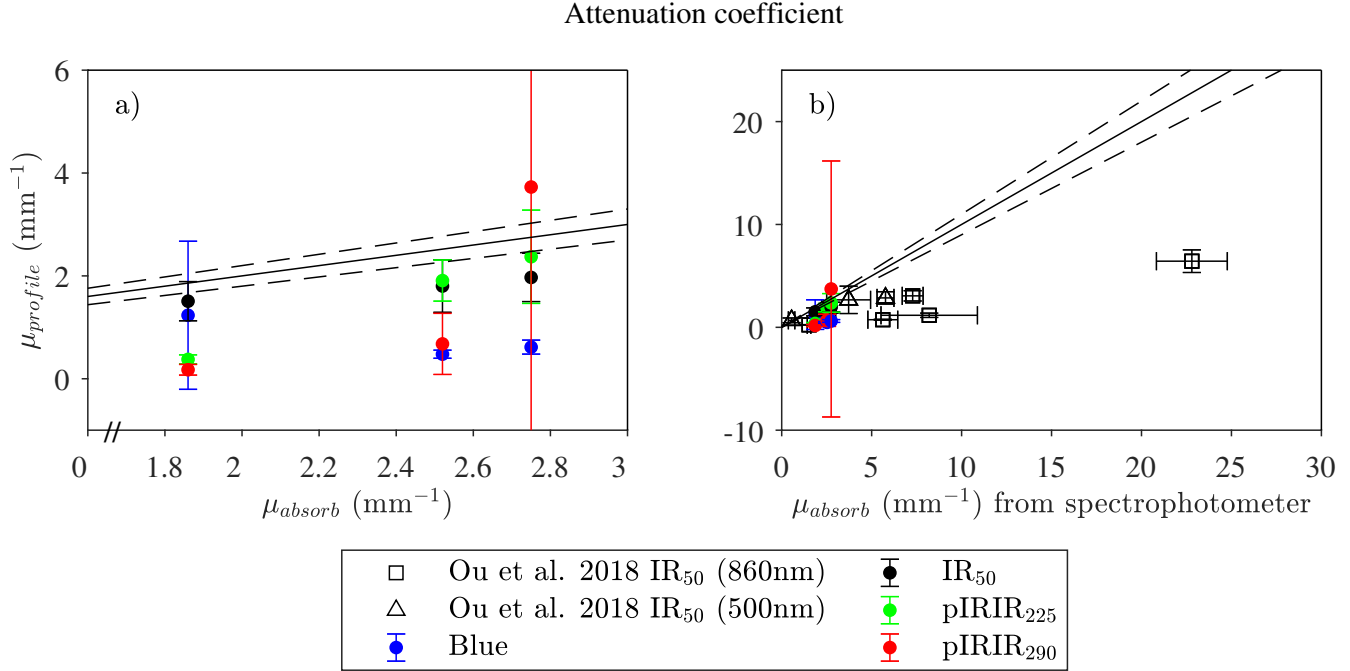 Attenuation coefficient
a)
6
4
2
0
μprofile (mm−1)
0 1.8 2 2.2 2.4 2.6 2.8 3
μabsorb (mm−1)
b)
20
10
0
-10
0 5 10 15 20 25 30
μabsorb (mm−1) from spectrophotometer
Ou et al. 2018 IR50 (860nm)
Ou et al. 2018 IR50 (500nm)
Blue
IR50
pIRIR225
pIRIR290